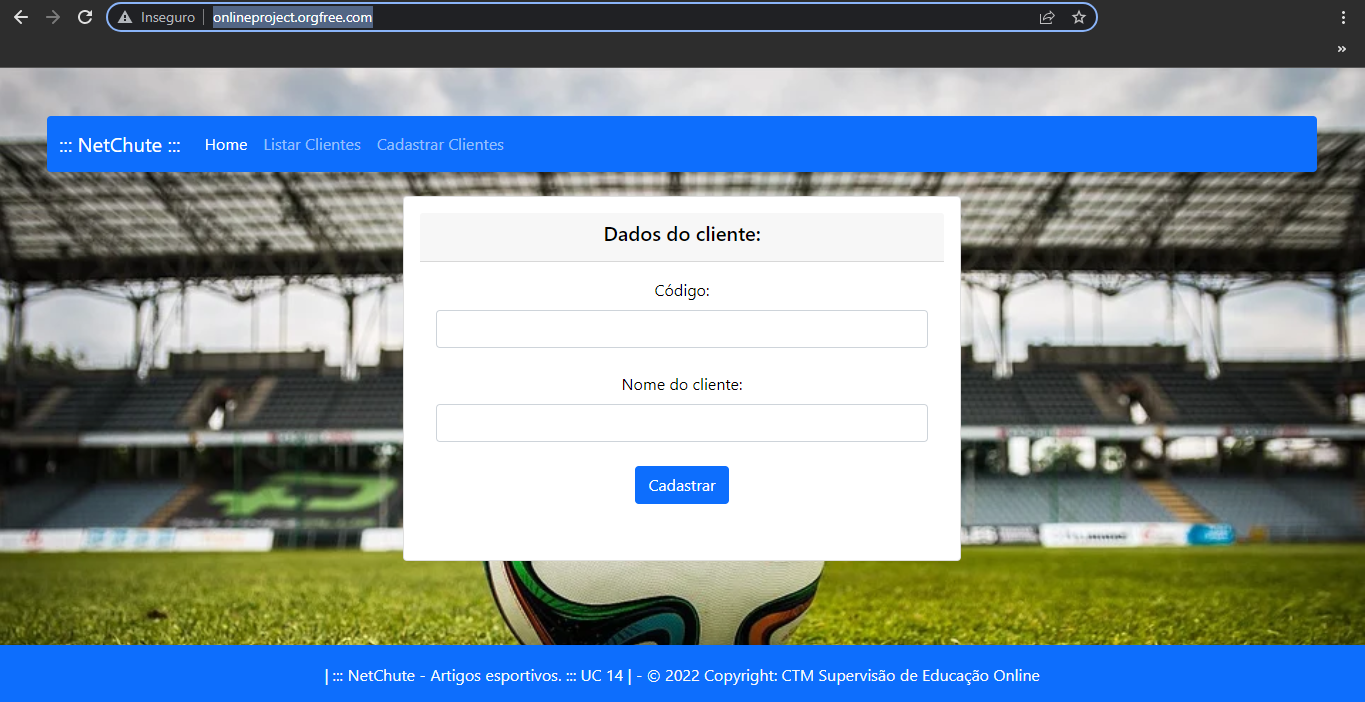 Inseguro | onlineproject.orgfree.com
»
::: NetChute ::: Home Listar Clientes Cadastrar Clientes
Dados do cliente:
Código:
Nome do cliente:
Cadastrar
| ::: NetChute - Artigos esportivos. ::: UC 14 | - © 2022 Copyright: CTM Supervisão de Educação Online